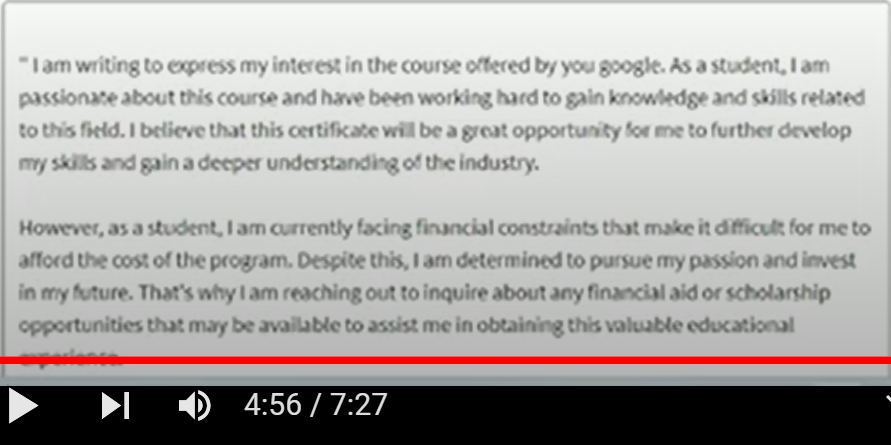 " I am writing to express my interest in the course offered by you google. As a student, I am
passionate about this course and have been working hard to gain knowledge and skills related
to this field. I believe that this certificate will be a great opportunity for me to further develop
my skills and gain a deeper understanding of the industry.
However, as a student, I am currently facing financial constraints that make it difficult for me to
afford the cost of the program. Despite this, I am determined to pursue my passion and invest
in my future. That's why I am reaching out to inquire about any financial aid or scholarship
opportunities that may be available to assist me in obtaining this valuable educational
experience.
4:56 / 7:27